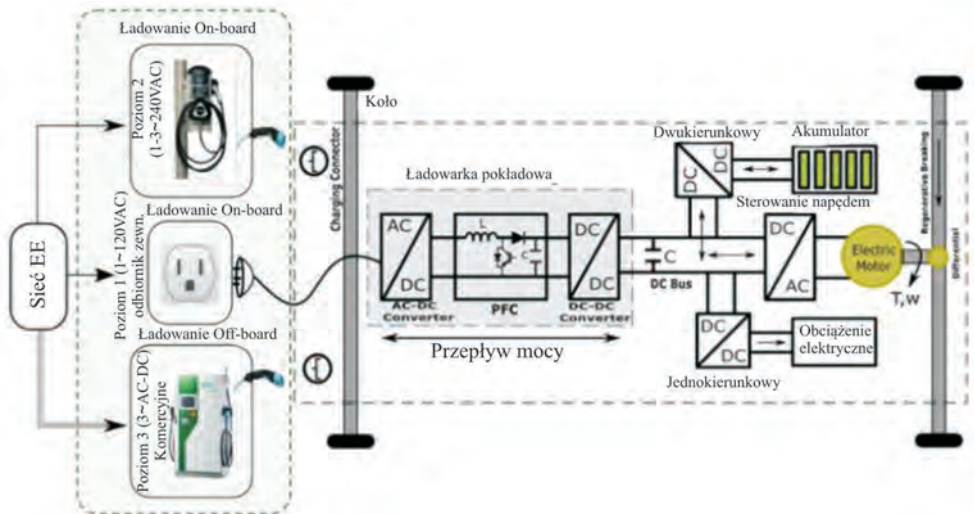 Ładowanie On-board
Poziom 2
(1-3~240VAC)
Ładowanie On-board
Poziom 1 (1~120VAC)
odbiornik zewn.
Ładowanie Off-board
Poziom 3 (3~AC-DC)
Komercyjne
Sieć EE
Koło
Charging Connector
Ładowarka pokładowa
AC
DC
AC-DC
Converter
L
C
PFC
DC
DC
DC-DC
Converter
Przepływ mocy
C
DC Bus
Dwukierunkowy
DC
DC
Akumulator
Sterowanie napędem
DC
AC
Electric
Motor
T,w
Regenerative Breaking
Differential
DC
DC
Jednokierunkowy
Obciążenie
elektryczne